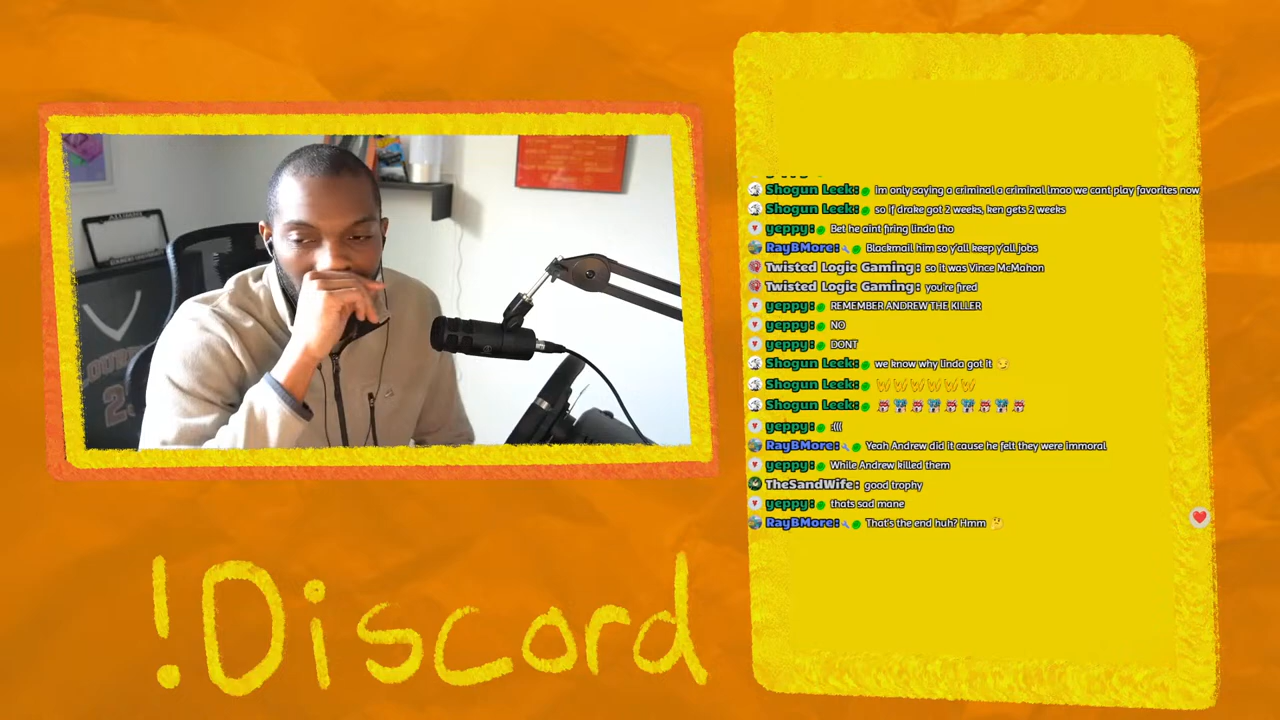 Shogun Leek: im only saying a criminal a criminal lmao we cant play favorites now
Shogun Leek: so if drake got 2 weeks, ken gets 2 weeks
yeppy: Bet he aint firing linda tho
RayBMore: Blackmail him so y'all keep y'all jobs
Twisted Logic Gaming: so it was Vince McMahon
Twisted Logic Gaming: you're fired
yeppy: REMEMBER ANDREW THE KILLER
yeppy: NO
yeppy: DONT
Shogun Leek: we know why linda got it 😏
Shogun Leek:
Shogun Leek:
yeppy: :(((
RayBMore: Yeah Andrew did it cause he felt they were immoral
yeppy: While Andrew killed them
TheSandWife: good trophy
yeppy: thats sad mane
RayBMore: That's the end huh? Hmm 🤔
!Discord